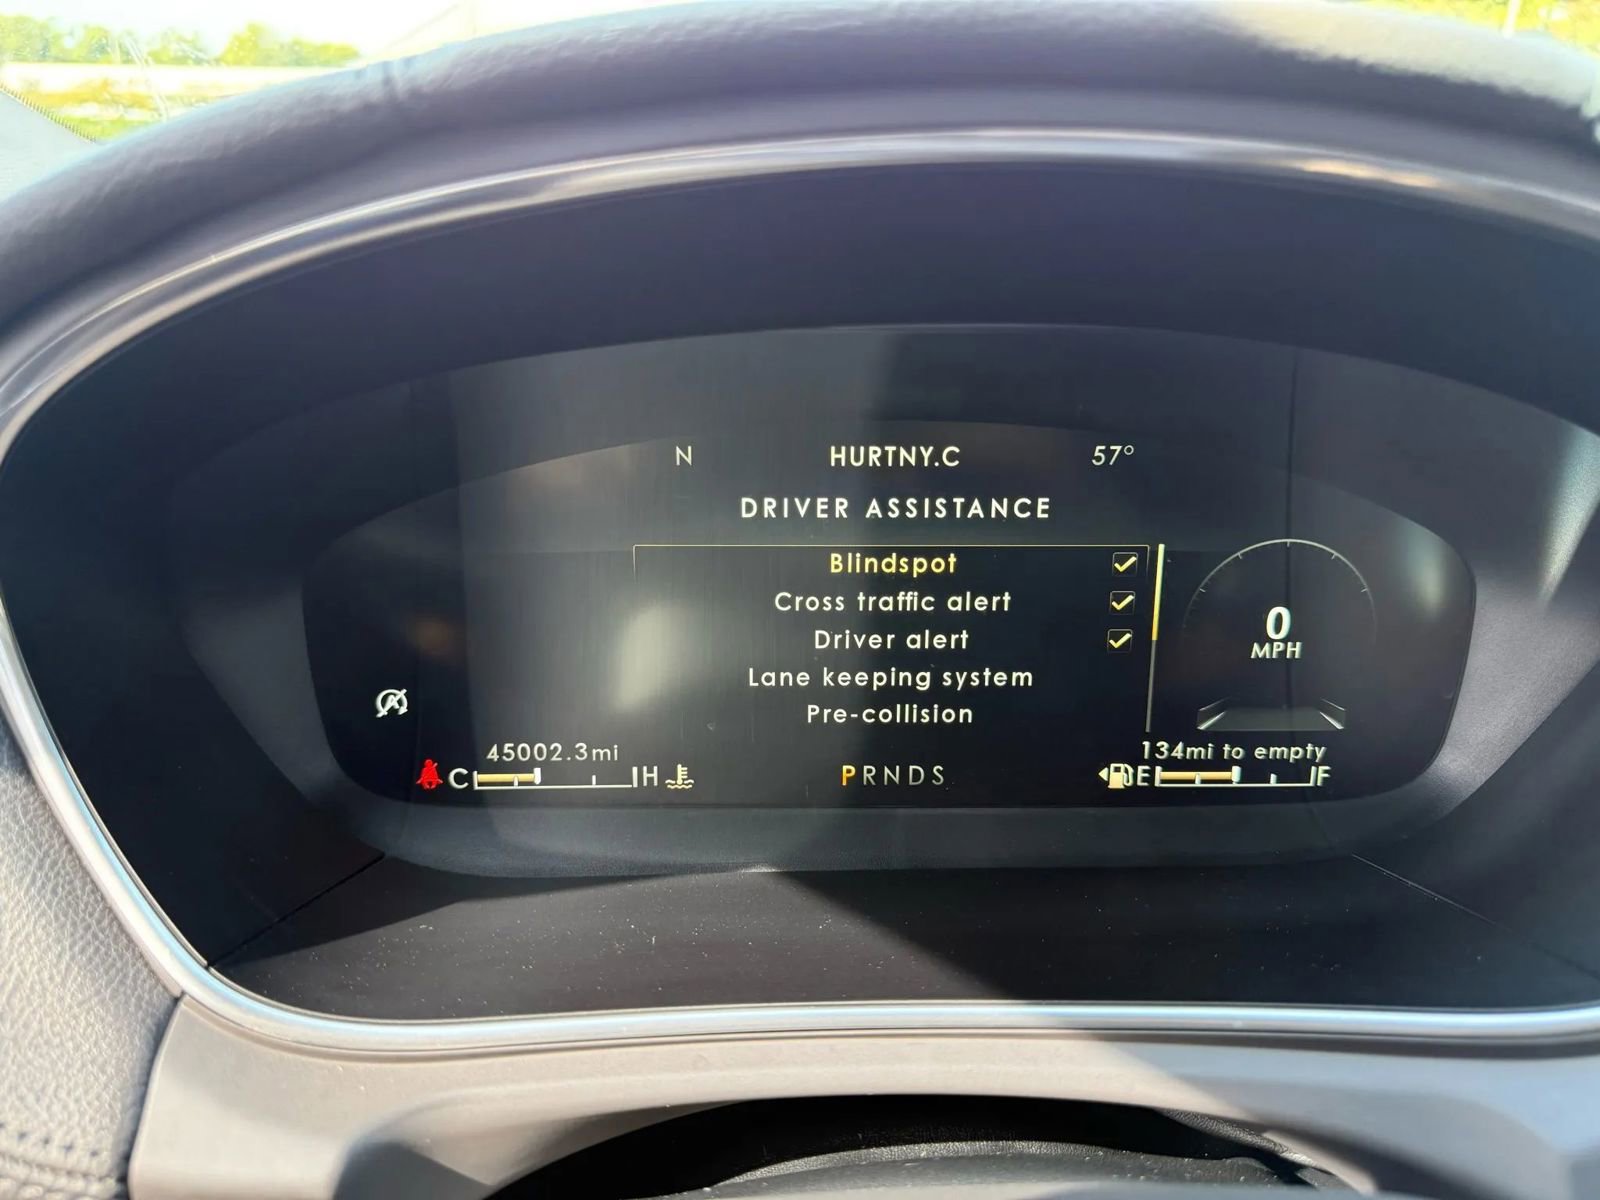 N HURTNY.C 57°
DRIVER ASSISTANCE
Blindspot
Cross traffic alert
Driver alert
Lane keeping system
Pre-collision
0
MPH
45002.3mi
134mi to empty
C H
PRNDS
E F